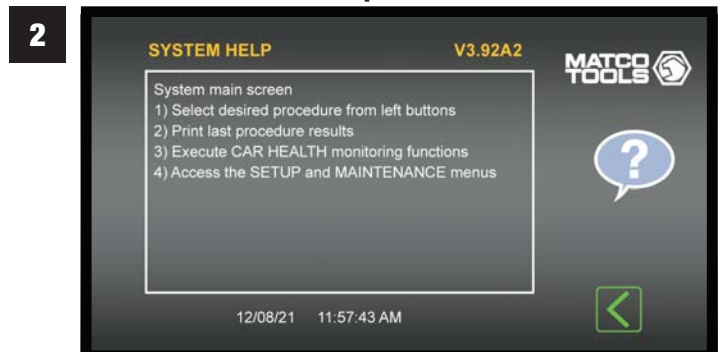 2
SYSTEM HELP V3.92A2
MATCO
TOOLS
System main screen
1) Select desired procedure from left buttons
2) Print last procedure results
3) Execute CAR HEALTH monitoring functions
4) Access the SETUP and MAINTENANCE menus
?
12/08/21 11:57:43 AM